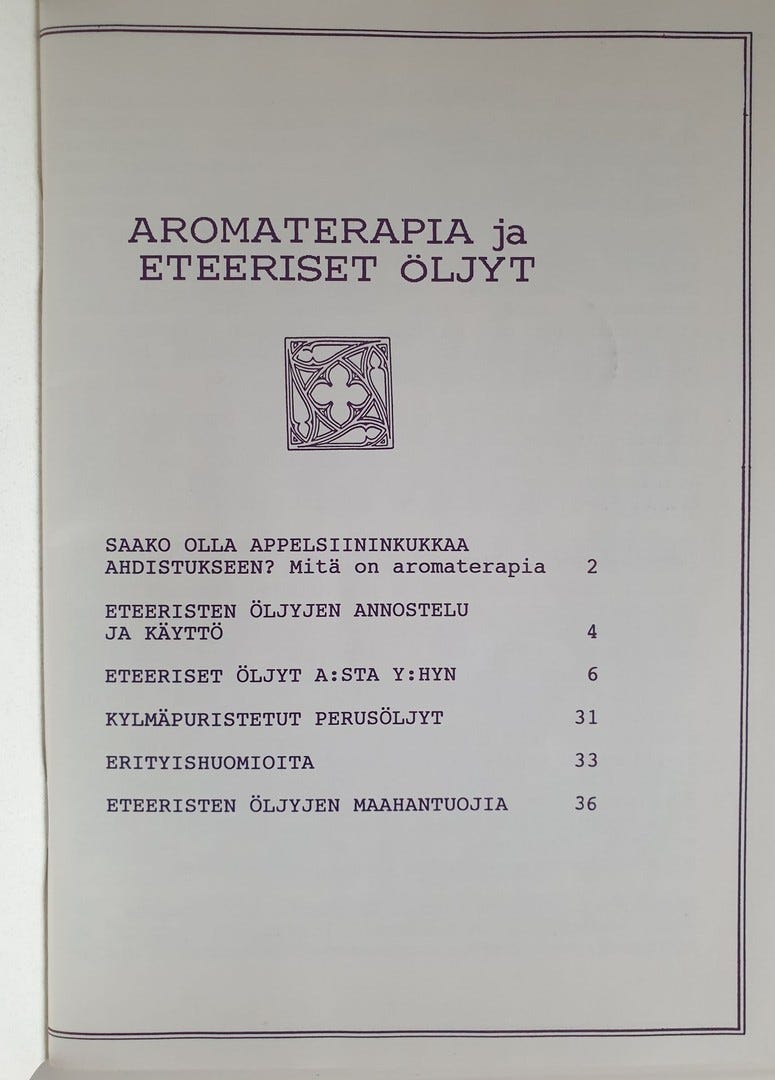 AROMATERAPIA ja
ETEERISET ÖLJYT
SAAKO OLLA APPELSIININKUKKAA
AHDISTUKSEEN? Mitä on aromaterapia 2
ETEERISTEN ÖLJYJEN ANNOSTELU
JA KÄYTTÖ 4
ETEERISET ÖLJYT A:STA Y:HYN 6
KYLMÄPURISTETUT PERUSÖLJYT 31
ERITYISHUOMIOITA 33
ETEERISTEN ÖLJYJEN MAAHANTUOJIA 36